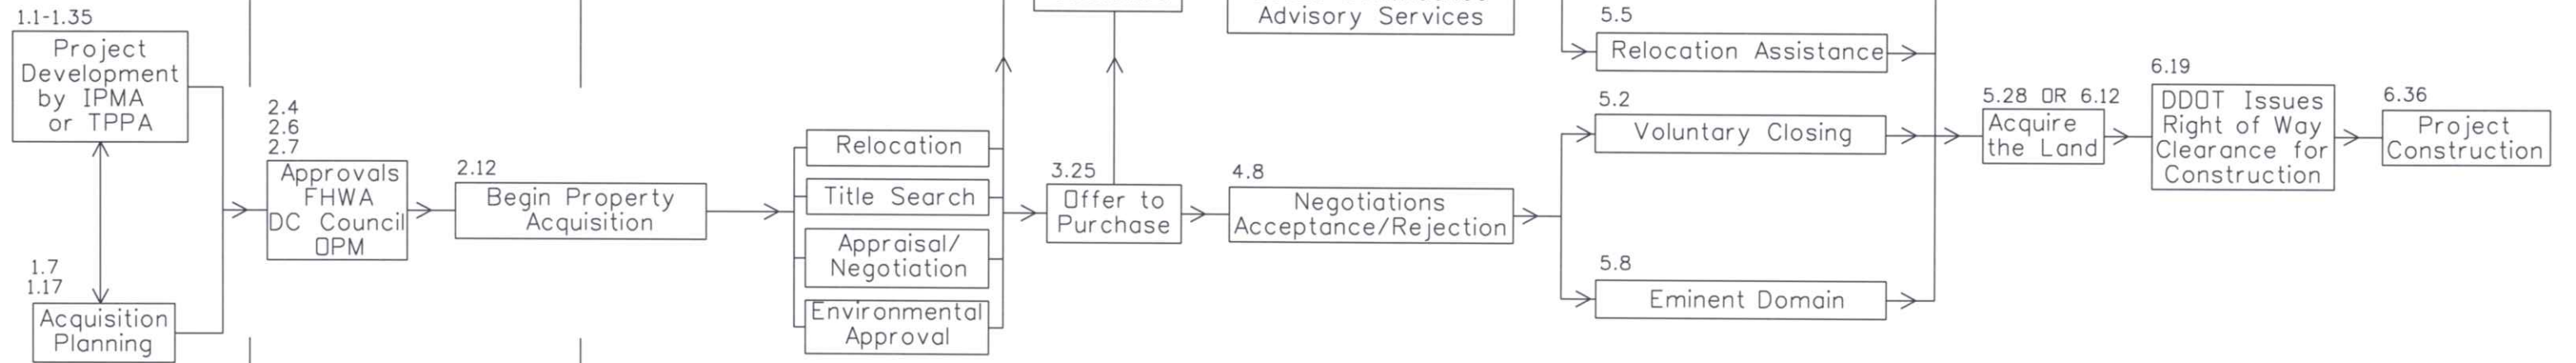 1.1-1.35
Project
Development
by IPMA
or TPPA
1.7
1.17
Acquisition
Planning
2.4
2.6
2.7
Approvals
FHWA
DC Council
OPM
2.12
Begin Property
Acquisition
Relocation
Title Search
Appraisal/
Negotiation
Environmental
Approval
3.25
Offer to
Purchase
Advisory Services
4.8
Negotiations
Acceptance/Rejection
5.5
Relocation Assistance
5.2
Voluntary Closing
5.8
Eminent Domain
5.28 OR 6.12
Acquire
the Land
6.19
DDOT Issues
Right of Way
Clearance for
Construction
6.36
Project
Construction